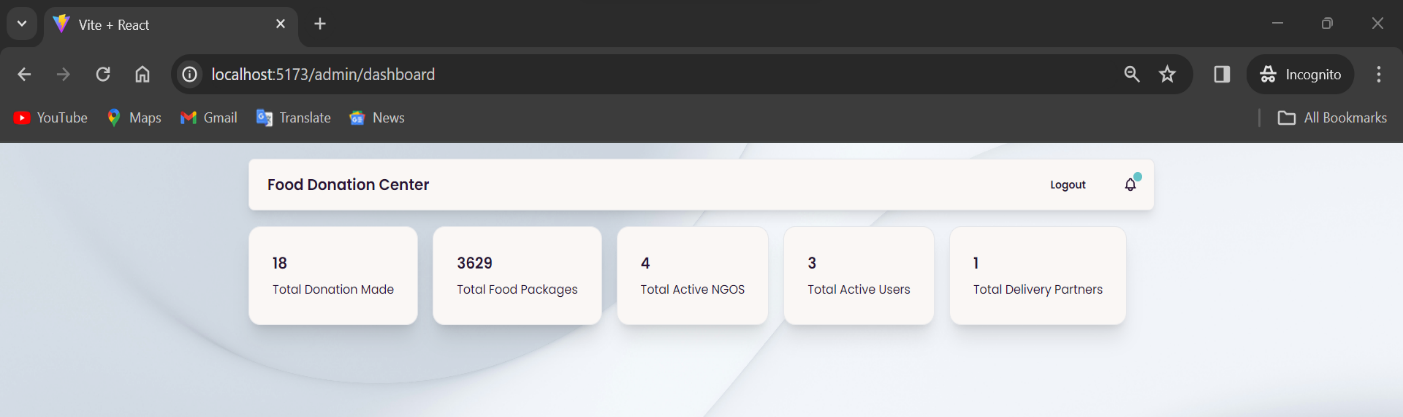 Vite + React
localhost:5173/admin/dashboard
Incognito
YouTube Maps Gmail Translate News All Bookmarks
Food Donation Center Logout
18 3629 4 3 1
Total Donation Made Total Food Packages Total Active NGOS Total Active Users Total Delivery Partners